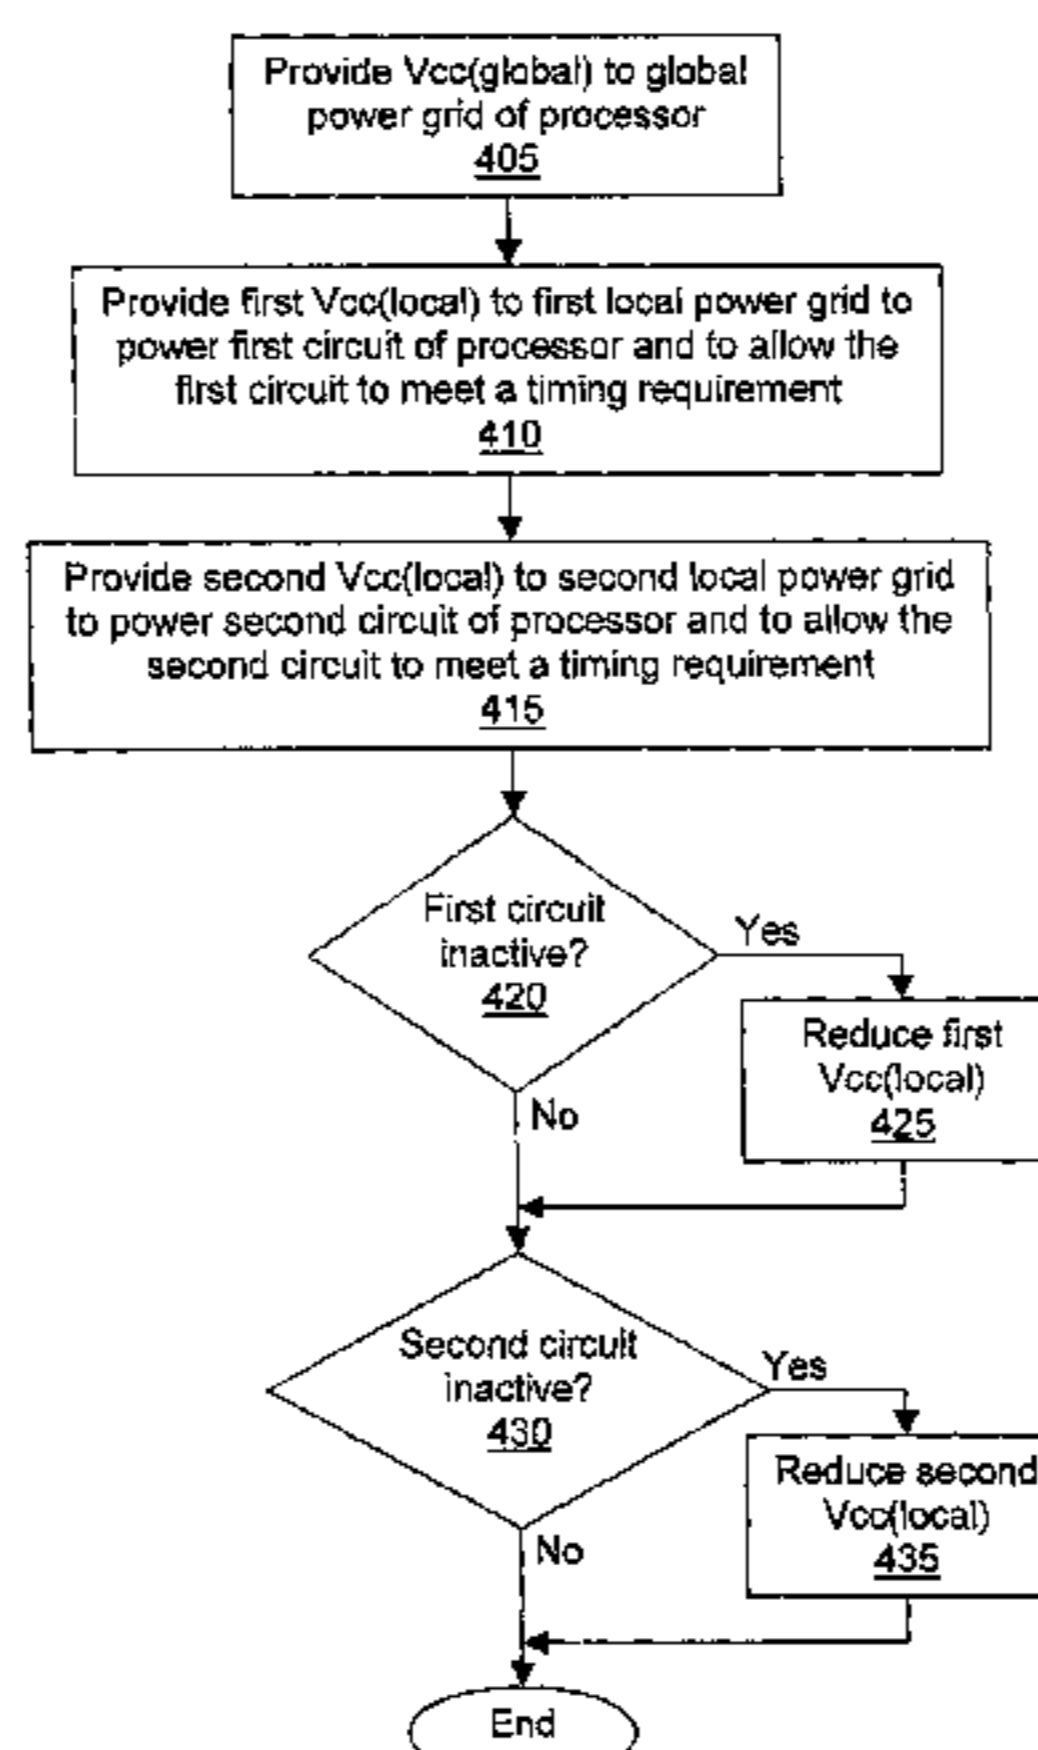 Provide Vcc(global) to global
power grid of processor
405
Provide first Vcc(local) to first local power grid to
power first circuit of processor and to allow the
first circuit to meet a timing requirement
410
Provide second Vcc(local) to second local power grid
to power second circuit of processor and to allow the
second circuit to meet a timing requirement
415
First circuit
inactive?
420
Yes
Reduce first
Vcc(local)
425
No
Second circuit
inactive?
430
Yes
Reduce second
Vcc(local)
435
No
End